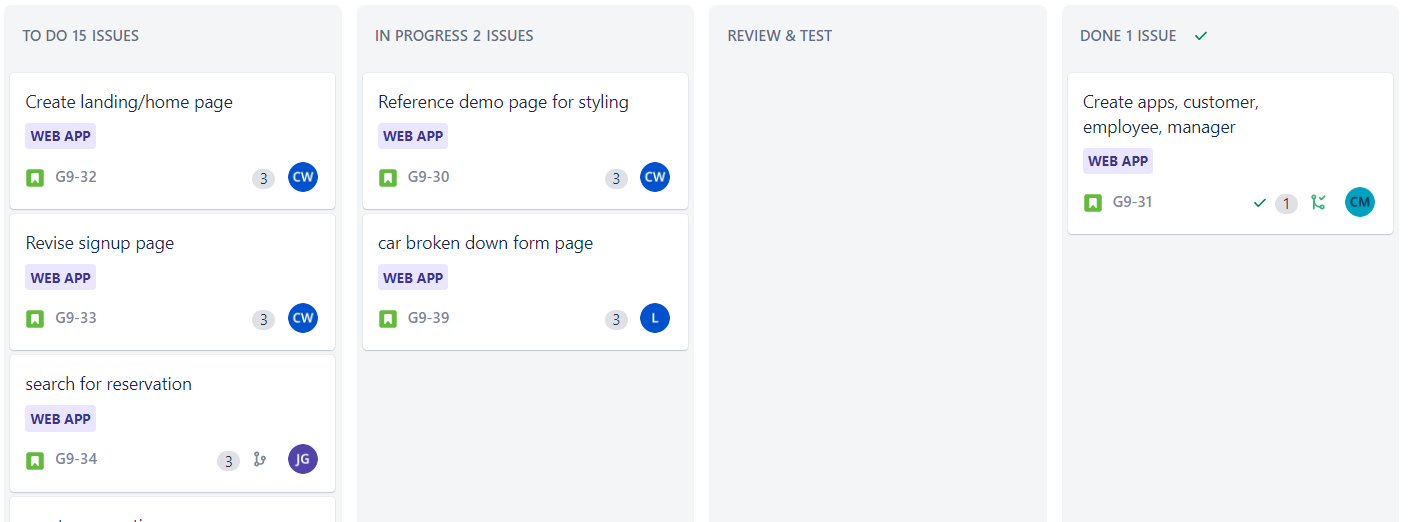 TO DO 15 ISSUES
Create landing/home page
WEB APP
G9-32 3 CW
Revise signup page
WEB APP
G9-33 3 CW
search for reservation
WEB APP
G9-34 3 JG
IN PROGRESS 2 ISSUES
Reference demo page for styling
WEB APP
G9-30 3 CW
car broken down form page
WEB APP
G9-39 3 L
REVIEW & TEST
DONE 1 ISSUE
Create apps, customer,
employee, manager
WEB APP
G9-31 1 CM